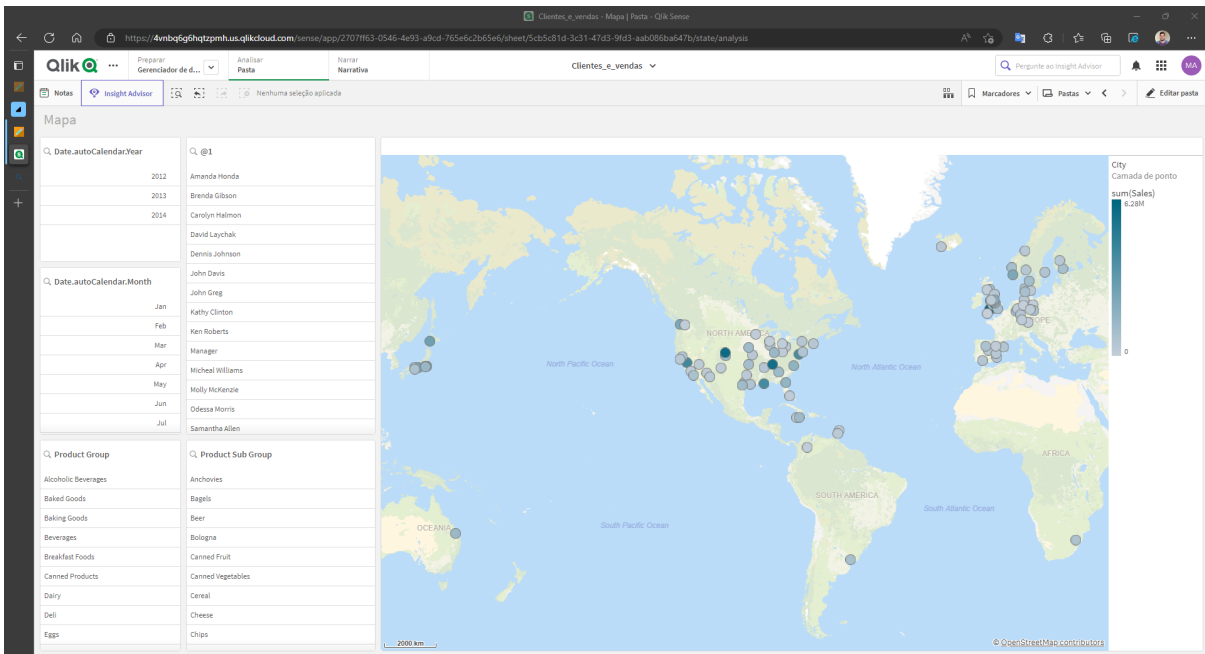 Clientes_e_vendas - Mapa | Pasta - Qlik Sense
https://4vnbq6g6hqtzpmh.us.qlikcloud.com/sense/app/2707ff63-0546-4e93-a9cd-765e6c2b65e6/sheet/5cb5c81d-3c31-47d3-9fd3-aab086ba647b/state/analysis
Qlik
Preparar
Gerenciador de d...
Analisar
Pasta
Narrar
Narrativa
Clientes_e_vendas
Pergunte ao Insight Advisor
MA
Notas
Insight Advisor
Nenhuma seleção aplicada
Marcadores
Pastas
Editar pasta
Mapa
Date.autoCalendar.Year
2012
2013
2014
Date.autoCalendar.Month
Jan
Feb
Mar
Apr
May
Jun
Jul
@1
Amanda Honda
Brenda Gibson
Carolyn Halmon
David Laychak
Dennis Johnson
John Davis
John Greg
Kathy Clinton
Ken Roberts
Manager
Micheal Williams
Molly McKenzie
Odessa Morris
Samantha Allen
Product Group
Alcoholic Beverages
Baked Goods
Baking Goods
Beverages
Breakfast Foods
Canned Products
Dairy
Deli
Eggs
Product Sub Group
Anchovies
Bagels
Beer
Bologna
Canned Fruit
Canned Vegetables
Cereal
Cheese
Chips
NORTH AMERICA
North Pacific Ocean
North Atlantic Ocean
AFRICA
SOUTH AMERICA
South Atlantic Ocean
South Pacific Ocean
OCEANIA
2000 km
© OpenStreetMap contributors
City
Camada de ponto
sum(Sales)
6.28M
0